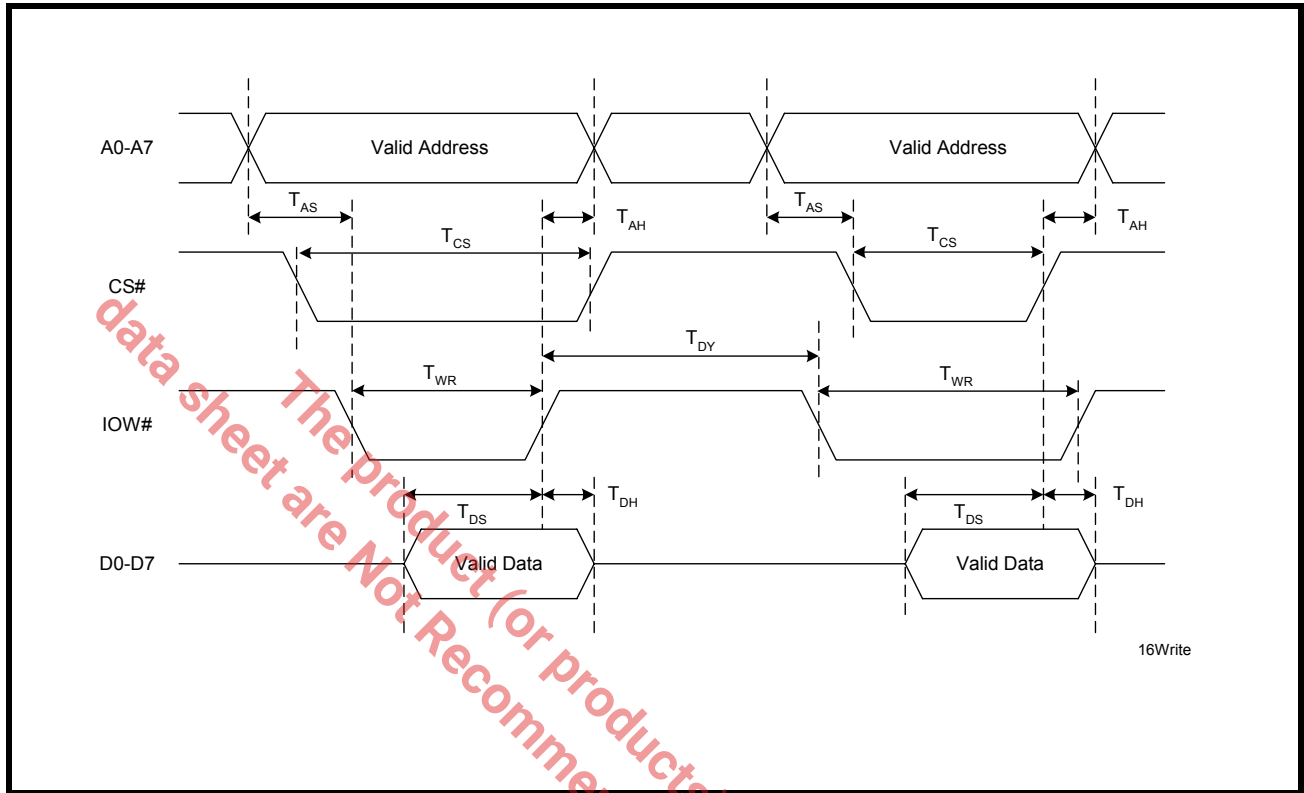 A0-A7
Valid Address
Valid Address
TAS
TAH
TAS
TAH
TCS
TCS
CS#
TDY
TWR
TWR
IOW#
TDS
TDH
TDS
TDH
D0-D7
Valid Data
Valid Data
16Write
The product (or products
data sheet are Not Recomme